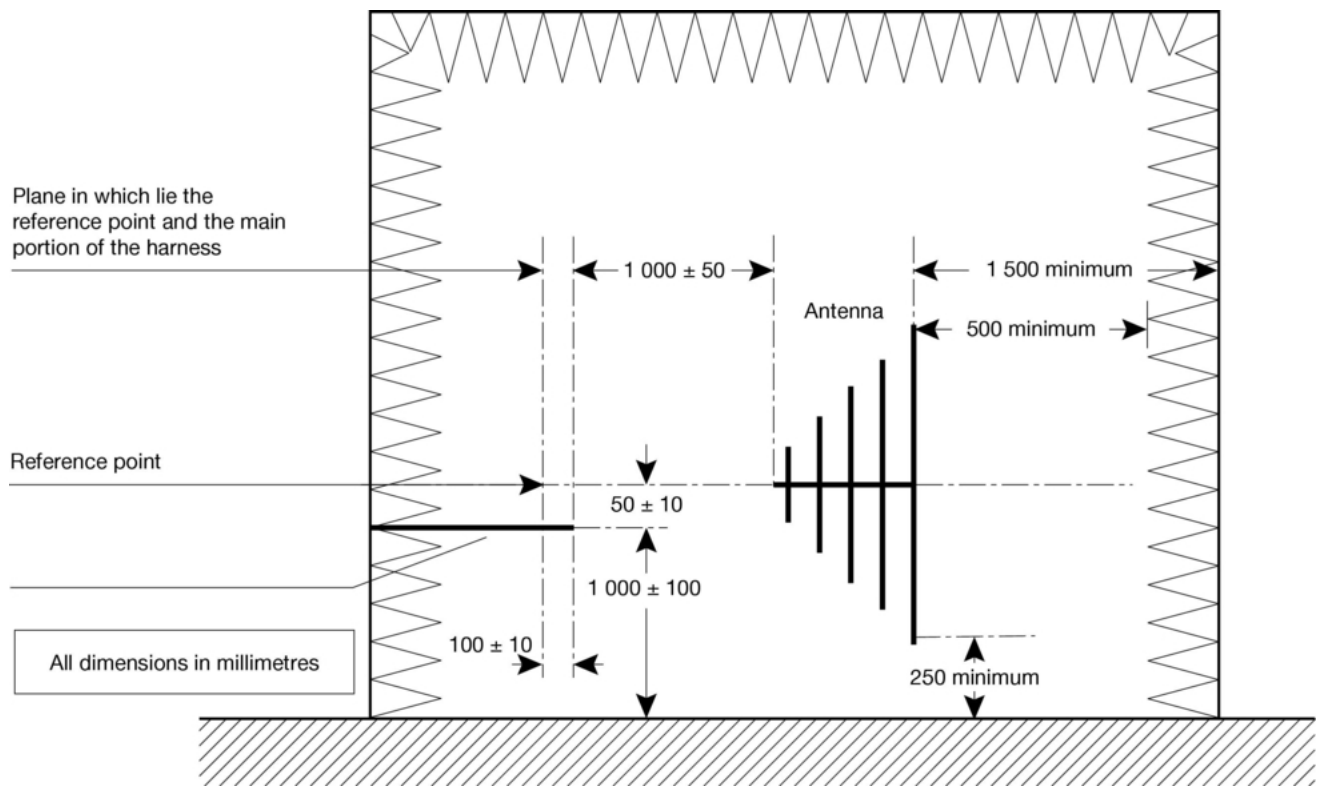 Plane in which lie the
reference point and the main
portion of the harness
1 000 ± 50
1 500 minimum
Antenna
500 minimum
Reference point
50 ± 10
1 000 ± 100
100 ± 10
All dimensions in millimetres
250 minimum